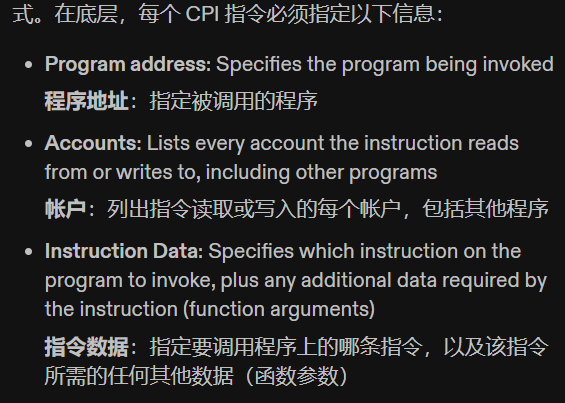 式。在底层，每个 CPI 指令必须指定以下信息：
Program address: Specifies the program being invoked
程序地址：指定被调用的程序
Accounts: Lists every account the instruction reads
from or writes to, including other programs
帐户：列出指令读取或写入的每个帐户，包括其他程序
Instruction Data: Specifies which instruction on the
program to invoke, plus any additional data required by
the instruction (function arguments)
指令数据：指定要调用程序上的哪条指令，以及该指令
所需的任何其他数据（函数参数）